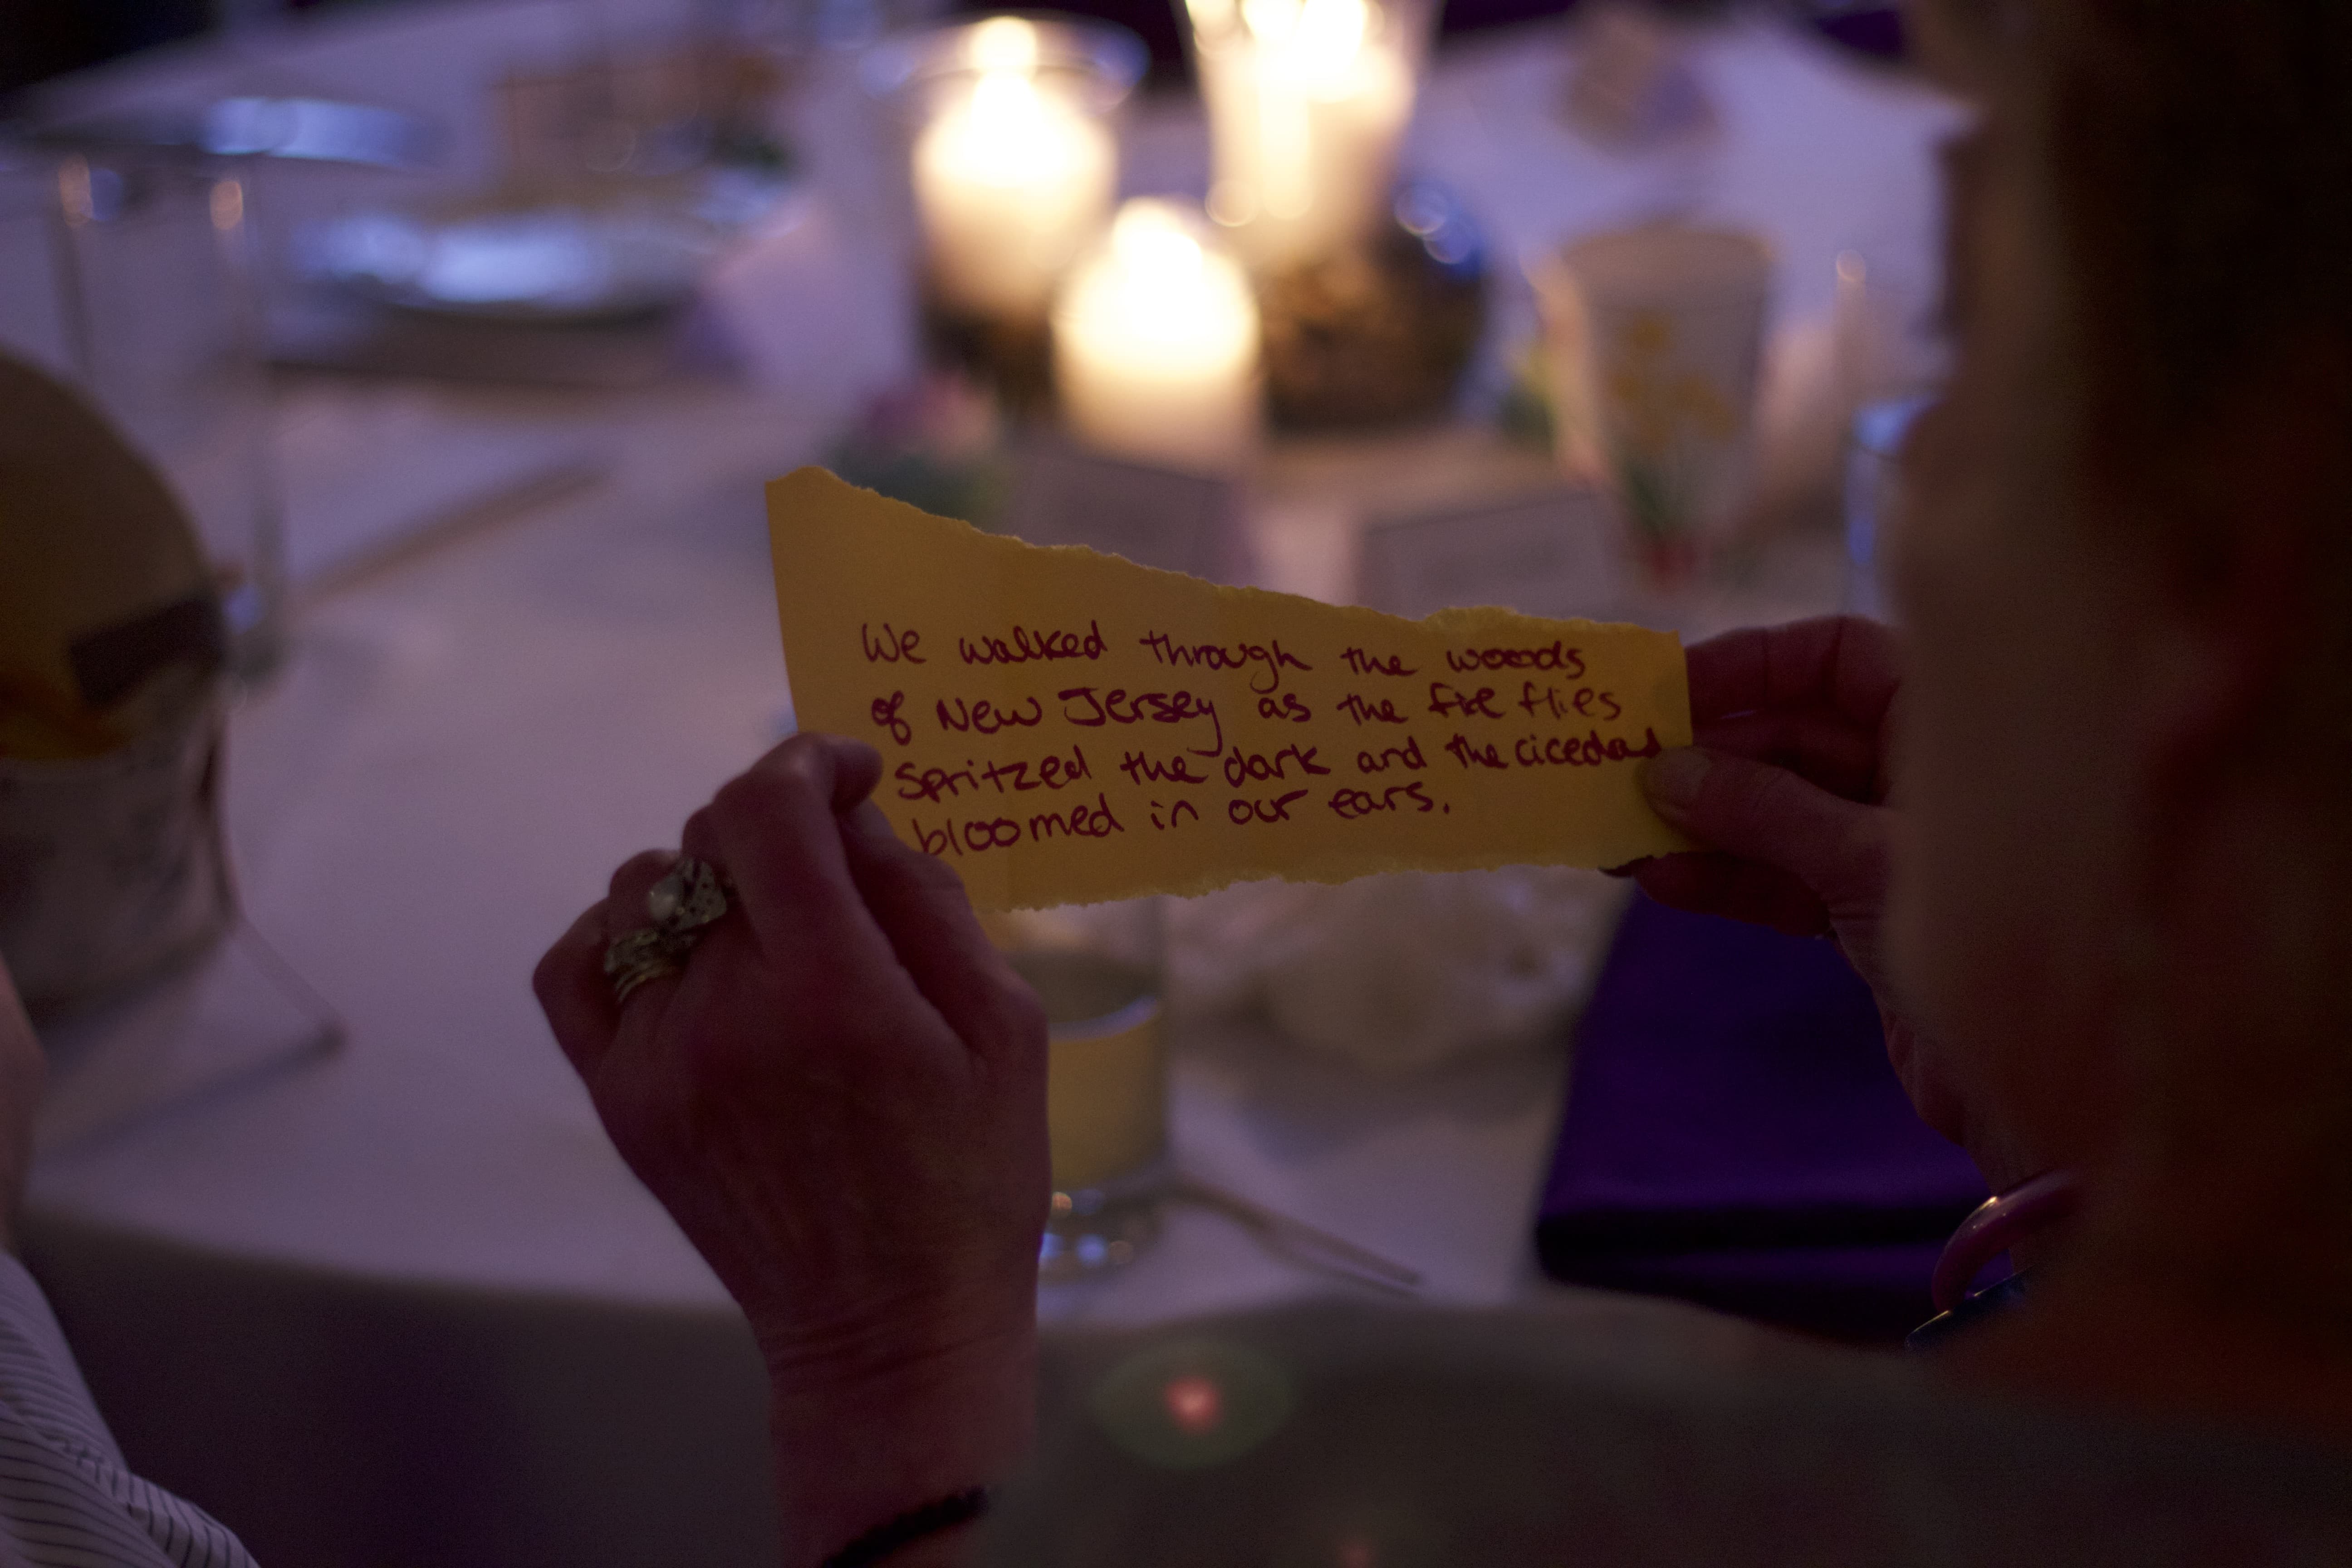 We walked through the woods
of New Jersey as the fire flies
Spritzed the dark and the cicedas
bloomed in our ears.